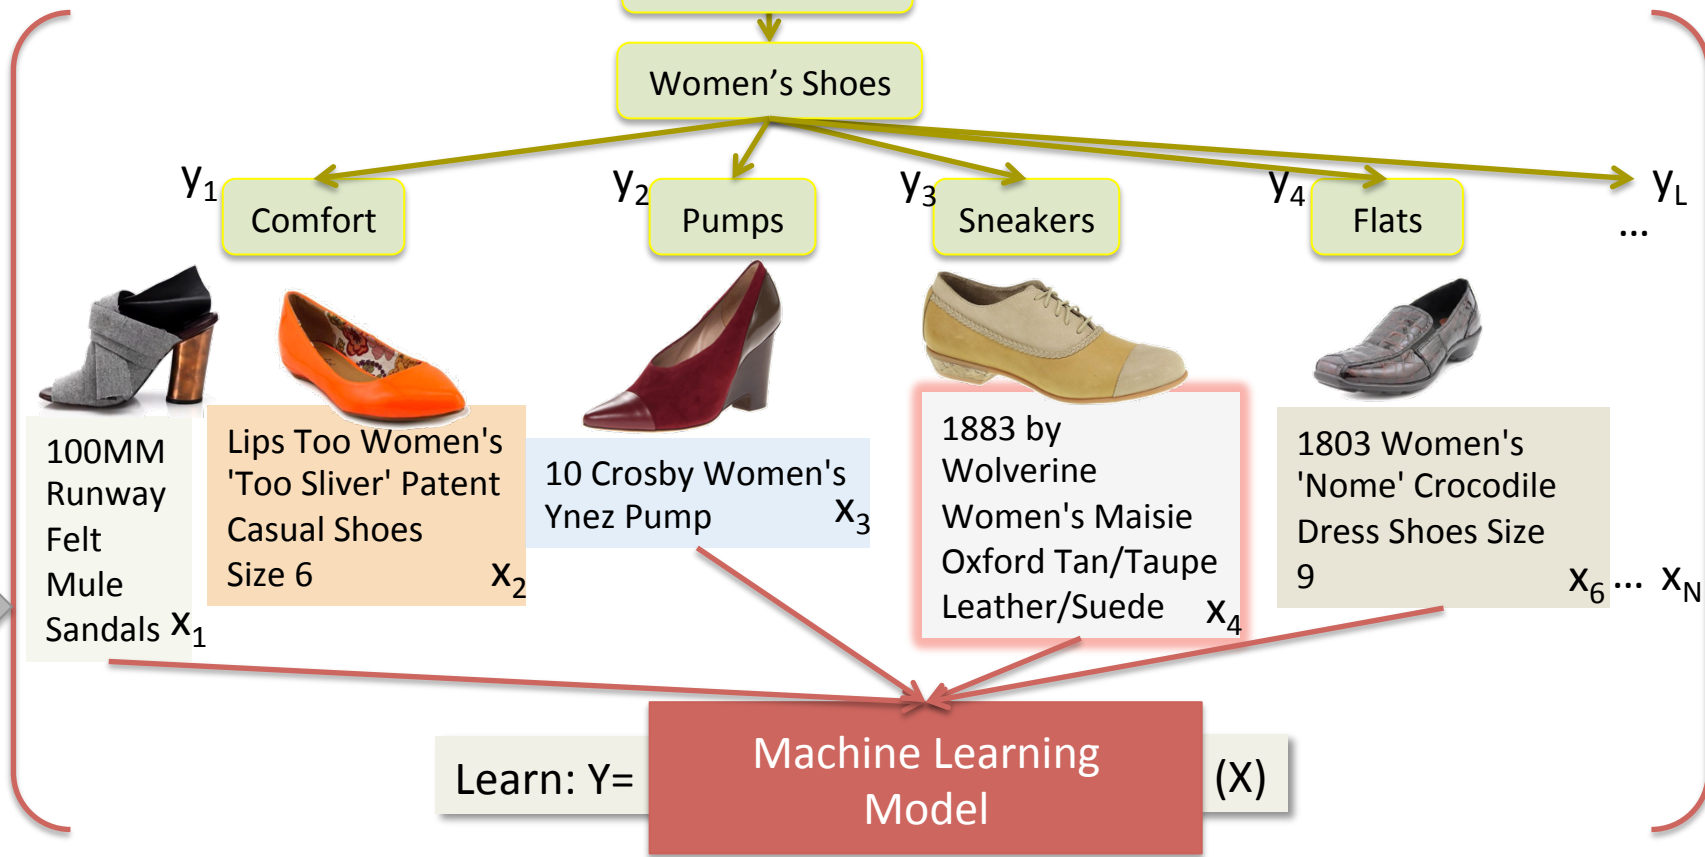 Women's Shoes
y1
Comfort
y2
Pumps
y3
Sneakers
y4
Flats
yL
...
100MM
Runway
Felt
Mule
Sandals x1
Lips Too Women's
'Too Sliver' Patent
Casual Shoes
Size 6 x2
10 Crosby Women's
Ynez Pump x3
1883 by
Wolverine
Women's Maisie
Oxford Tan/Taupe
Leather/Suede x4
1803 Women's
'Nome' Crocodile
Dress Shoes Size
9 x6 ... xN
Learn: Y=
Machine Learning
Model
(X)